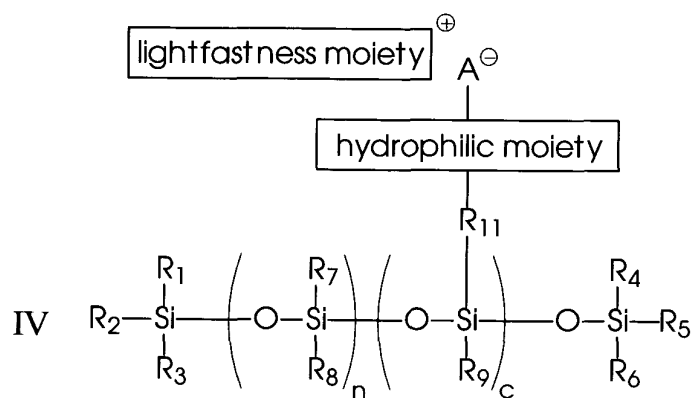 lightfastness moiety ⊕
A⊖
hydrophilic moiety
R11
R1 R7 R4
IV R2—Si—(O—Si)n—(O—Si)c—O—Si—R5
R3 R8 R9 R6